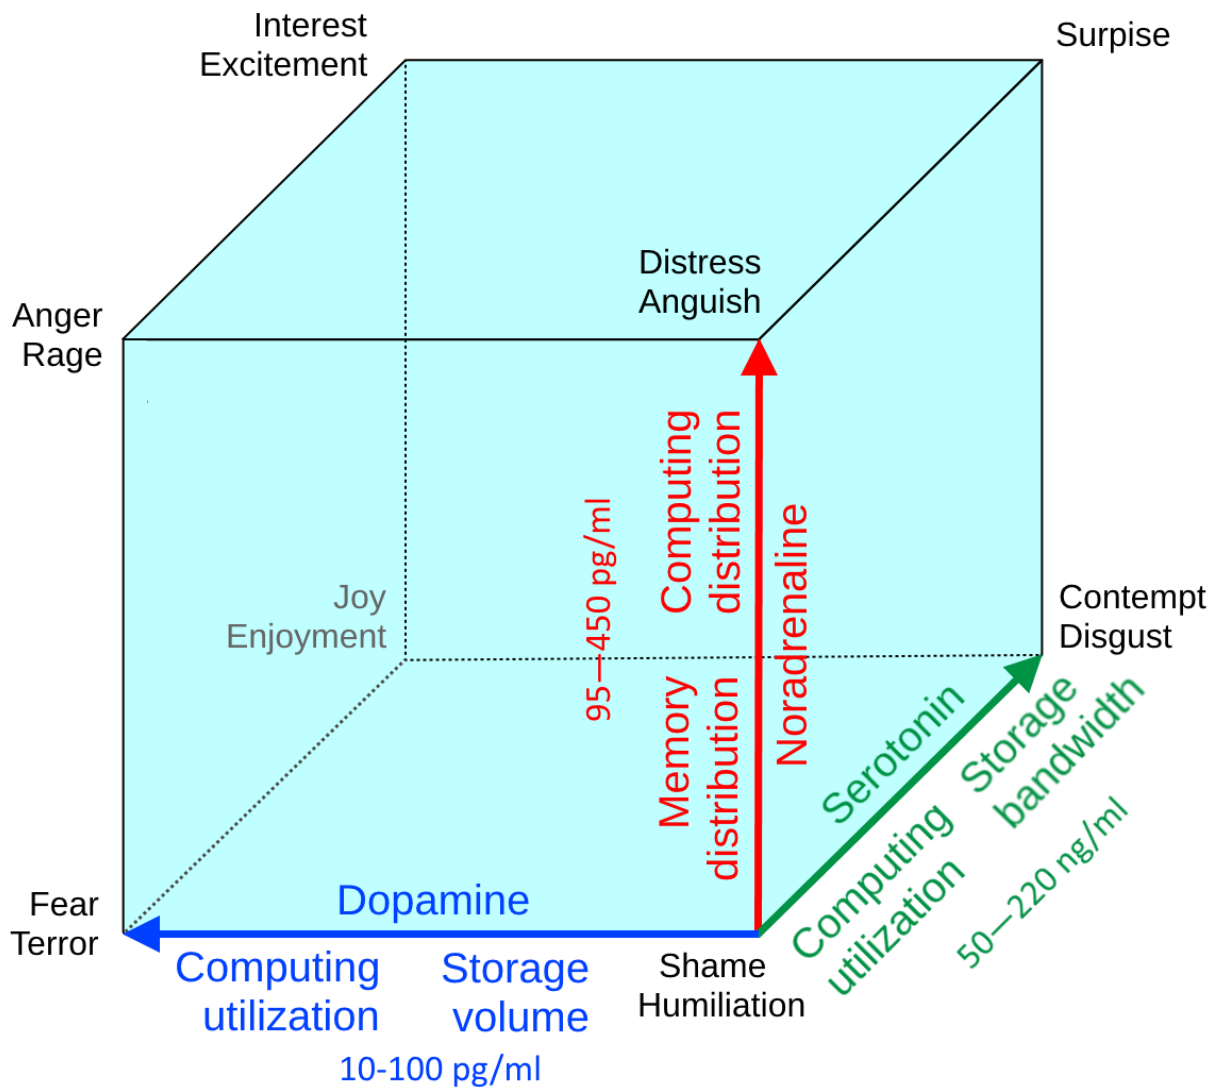 Interest
Excitement
Surpise
Distress
Anguish
Anger
Rage
Computing
distribution
Noradrenaline
95—450 pg/ml
Memory
distribution
Joy
Enjoyment
Contempt
Disgust
Serotonin
Storage
bandwidth
Computing
utilization
50—220 ng/ml
Fear
Terror
Dopamine
Computing
utilization
Storage
volume
10-100 pg/ml
Shame
Humiliation